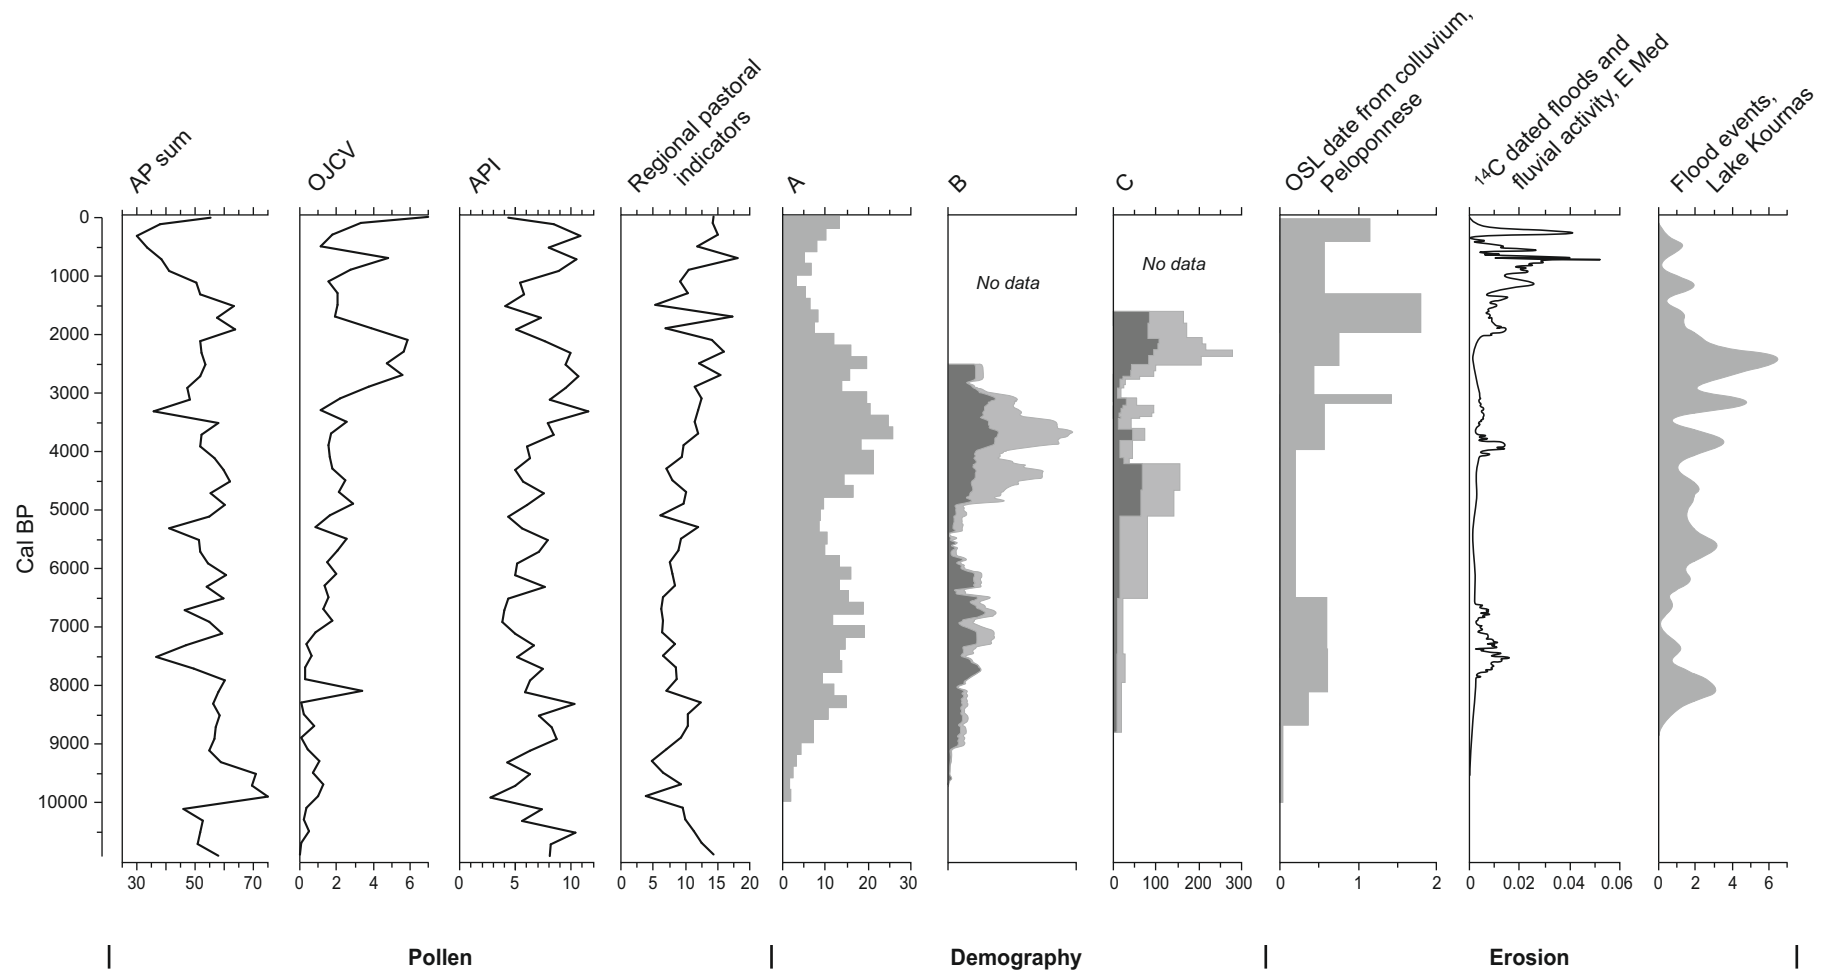 AP sum
OJCV
API
Regional pastoral
indicators
A
B
C
OSL date from colluvium,
Peloponnese
¹⁴C dated floods and
fluvial activity, E Med
Flood events,
Lake Kournas
Cal BP
0
1000
2000
3000
4000
5000
6000
7000
8000
9000
10000
No data
No data
30 50 70
0 2 4 6
0 5 10
0 5 10 15 20
0 10 20 30
0 100 200 300
0 1 2
0 0.02 0.04 0.06
0 2 4 6
Pollen
Demography
Erosion